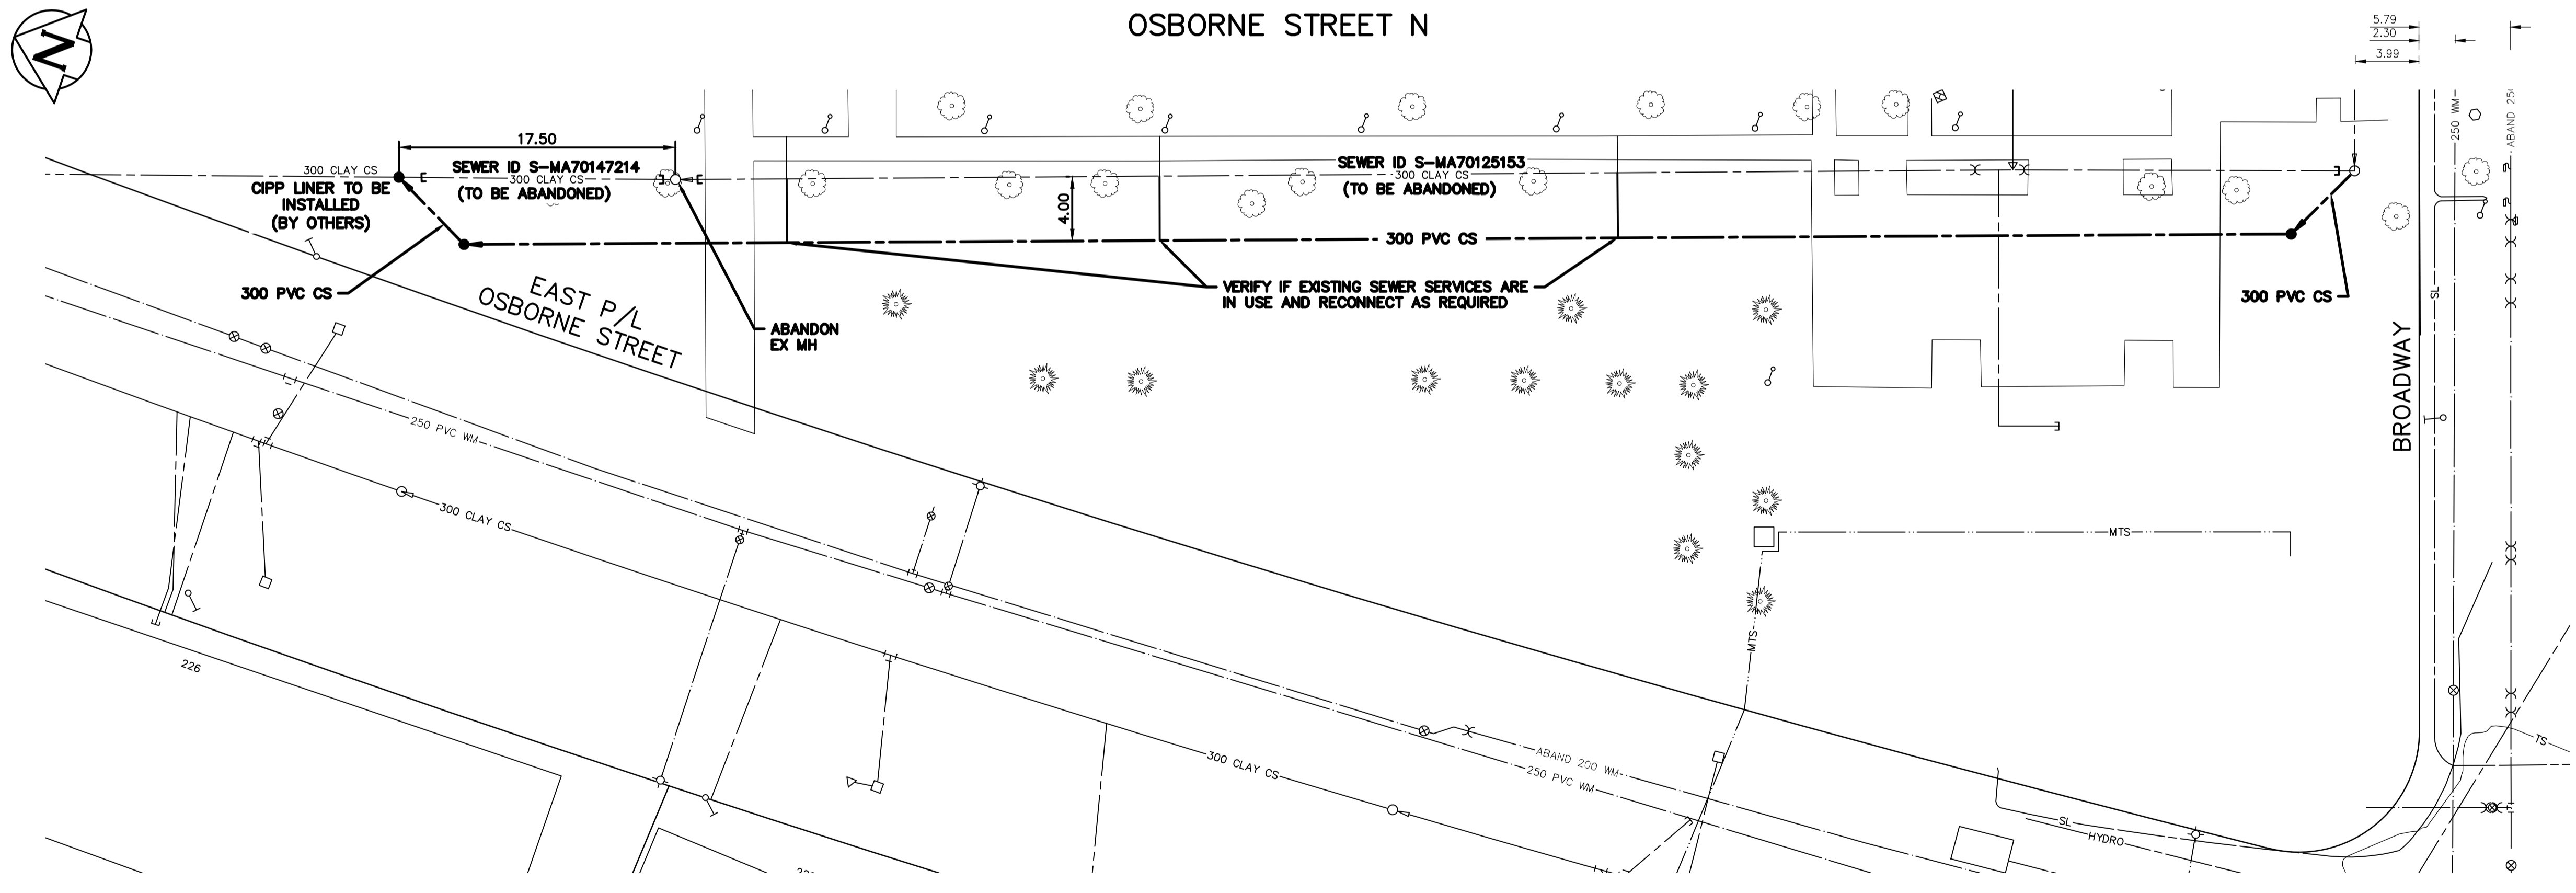 OSBORNE STREET N
N
5.79
2.30
3.99
17.50
300 CLAY CS
SEWER ID S-MA70147214
300 CLAY CS
(TO BE ABANDONED)
CIPP LINER TO BE
INSTALLED
(BY OTHERS)
SEWER ID S-MA70125153
300 CLAY CS
(TO BE ABANDONED)
4.00
300 PVC CS
300 PVC CS
VERIFY IF EXISTING SEWER SERVICES ARE
IN USE AND RECONNECT AS REQUIRED
300 PVC CS
EAST P/L
OSBORNE STREET
ABANDON
EX MH
250 WM
ABAND 25
SL
BROADWAY
250 PVC WM
300 CLAY CS
MTS
MTS
226
300 CLAY CS
ABAND 200 WM
250 PVC WM
TS
SL
HYDRO